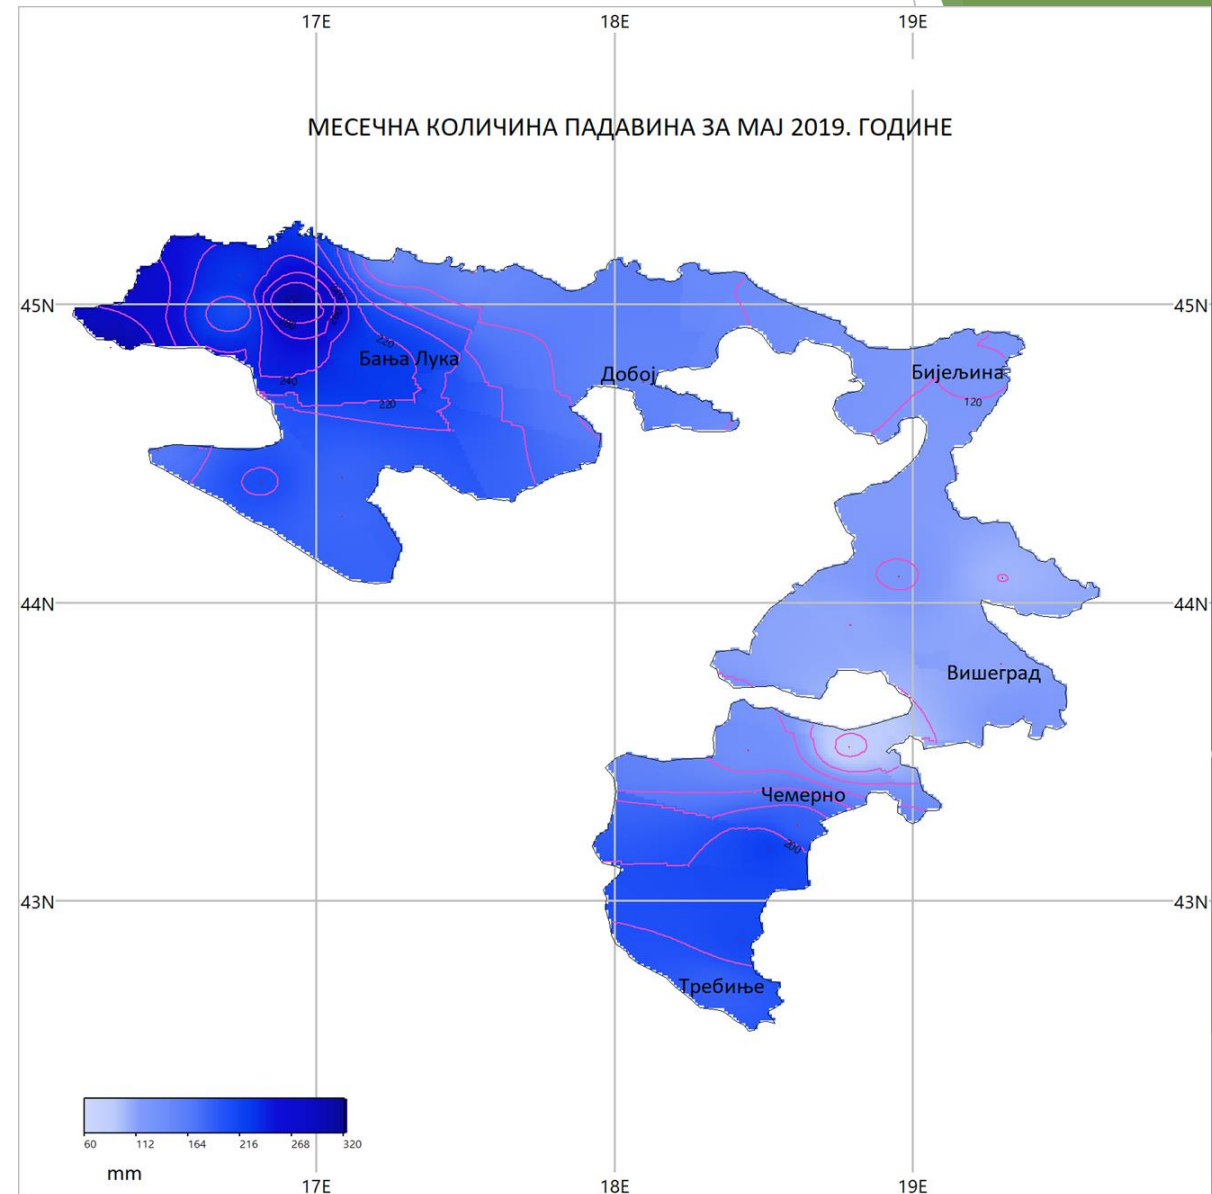 17E 18E 19E
МЕСЕЧНА КОЛИЧИНА ПАДАВИНА ЗА МАЈ 2019. ГОДИНЕ
45N 45N
220
Бања Лука
Добој
Бијељина
240
220
120
44N 44N
Вишеград
Чемерно
200
43N 43N
Требиње
60 112 164 216 268 320
mm
17E 18E 19E